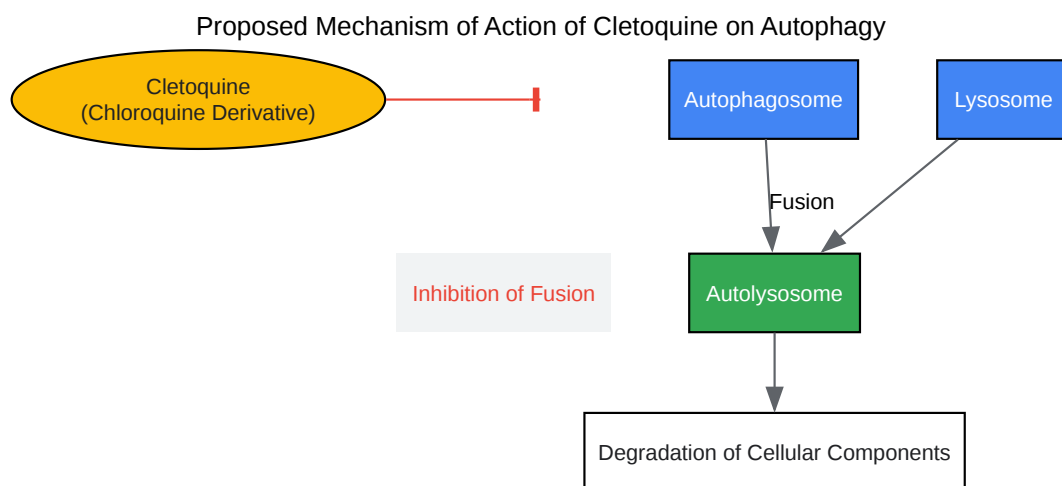 Proposed Mechanism of Action of Cletoquine on Autophagy
Cletoquine
(Chloroquine Derivative)
Autophagosome
Lysosome
Fusion
Inhibition of Fusion
Autolysosome
Degradation of Cellular Components